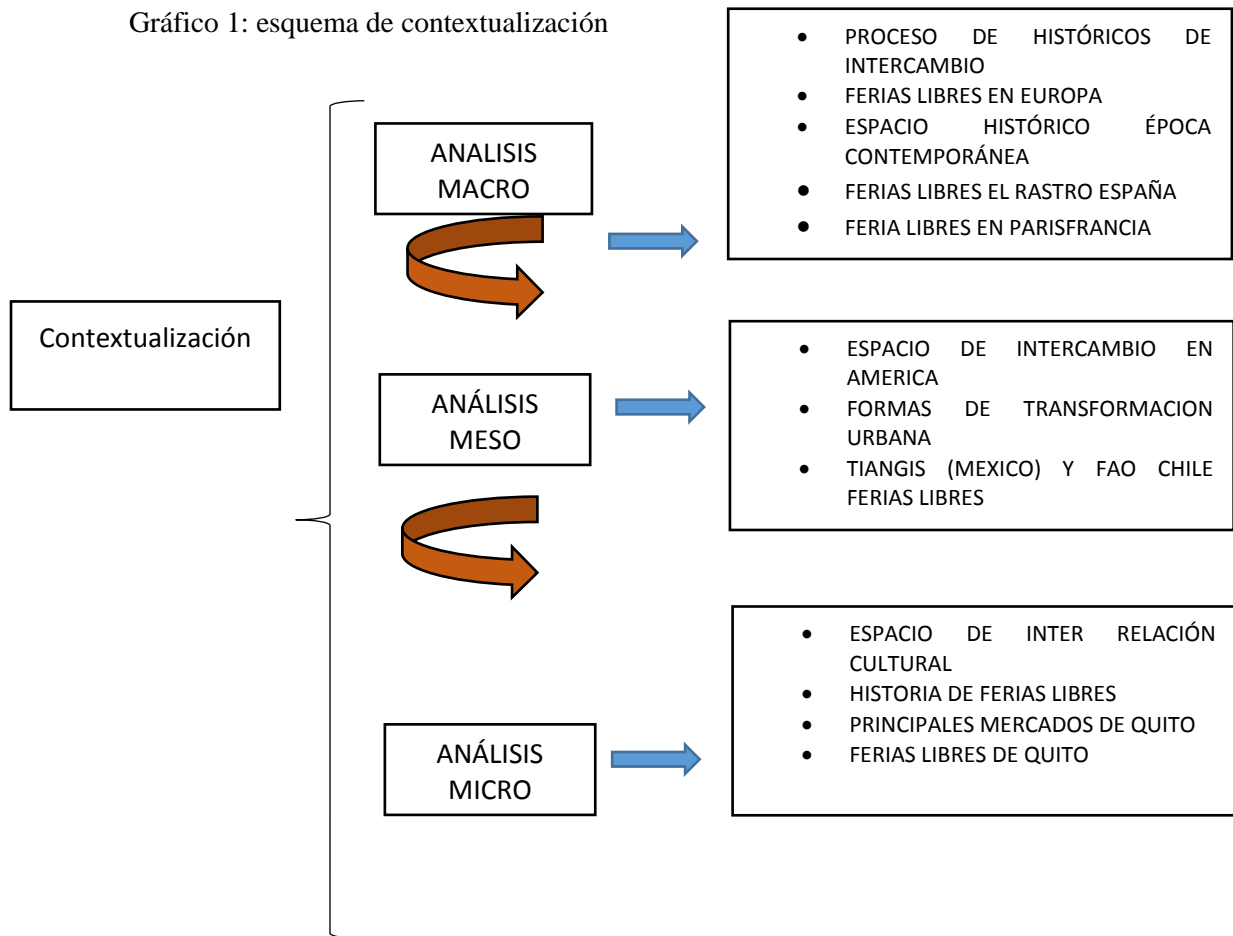 Gráfico 1: esquema de contextualización
Contextualización
ANALISIS
MACRO
• PROCESO DE HISTÓRICOS DE
INTERCAMBIO
• FERIAS LIBRES EN EUROPA
• ESPACIO HISTÓRICO ÉPOCA
CONTEMPORÁNEA
• FERIAS LIBRES EL RASTRO ESPAÑA
• FERIA LIBRES EN PARISFRANCIA
ANÁLISIS
MESO
• ESPACIO DE INTERCAMBIO EN
AMERICA
• FORMAS DE TRANSFORMACION
URBANA
• TIANGIS (MEXICO) Y FAO CHILE
FERIAS LIBRES
ANÁLISIS
MICRO
• ESPACIO DE INTER RELACIÓN
CULTURAL
• HISTORIA DE FERIAS LIBRES
• PRINCIPALES MERCADOS DE QUITO
• FERIAS LIBRES DE QUITO